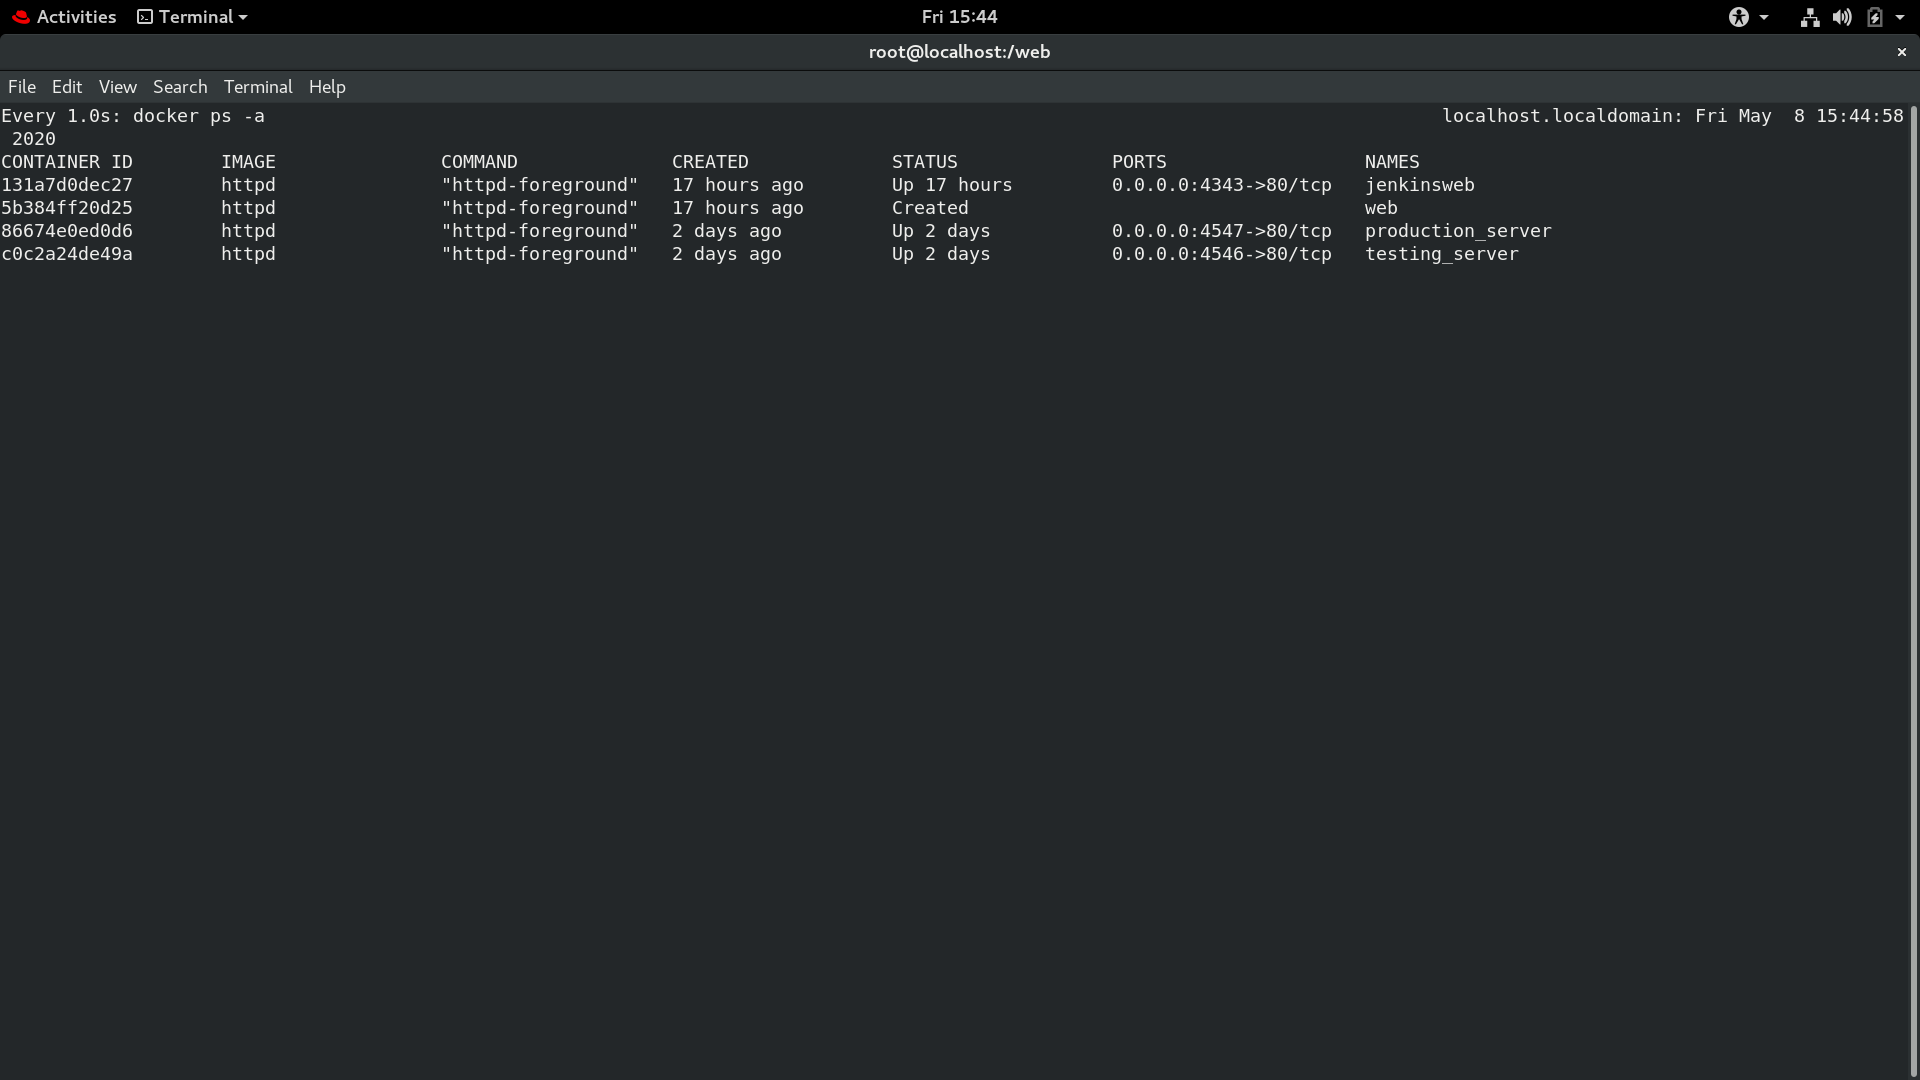 Activities Terminal Fri 15:44
root@localhost:/web ×
File Edit View Search Terminal Help
Every 1.0s: docker ps -a localhost.localdomain: Fri May  8 15:44:58
 2020
CONTAINER ID        IMAGE               COMMAND              CREATED             STATUS              PORTS                  NAMES
131a7d0dec27        httpd               "httpd-foreground"   17 hours ago        Up 17 hours         0.0.0.0:4343->80/tcp   jenkinsweb
5b384ff20d25        httpd               "httpd-foreground"   17 hours ago        Created                                    web
86674e0ed0d6        httpd               "httpd-foreground"   2 days ago          Up 2 days           0.0.0.0:4547->80/tcp   production_server
c0c2a24de49a        httpd               "httpd-foreground"   2 days ago          Up 2 days           0.0.0.0:4546->80/tcp   testing_server